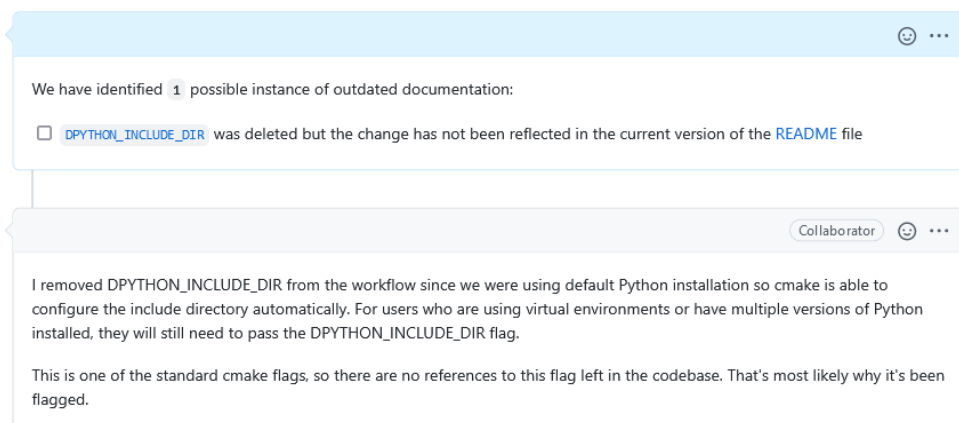 We have identified 1 possible instance of outdated documentation:
DPYTHON_INCLUDE_DIR was deleted but the change has not been reflected in the current version of the README file
Collaborator
I removed DPYTHON_INCLUDE_DIR from the workflow since we were using default Python installation so cmake is able to
configure the include directory automatically. For users who are using virtual environments or have multiple versions of Python
installed, they will still need to pass the DPYTHON_INCLUDE_DIR flag.
This is one of the standard cmake flags, so there are no references to this flag left in the codebase. That's most likely why it's been
flagged.